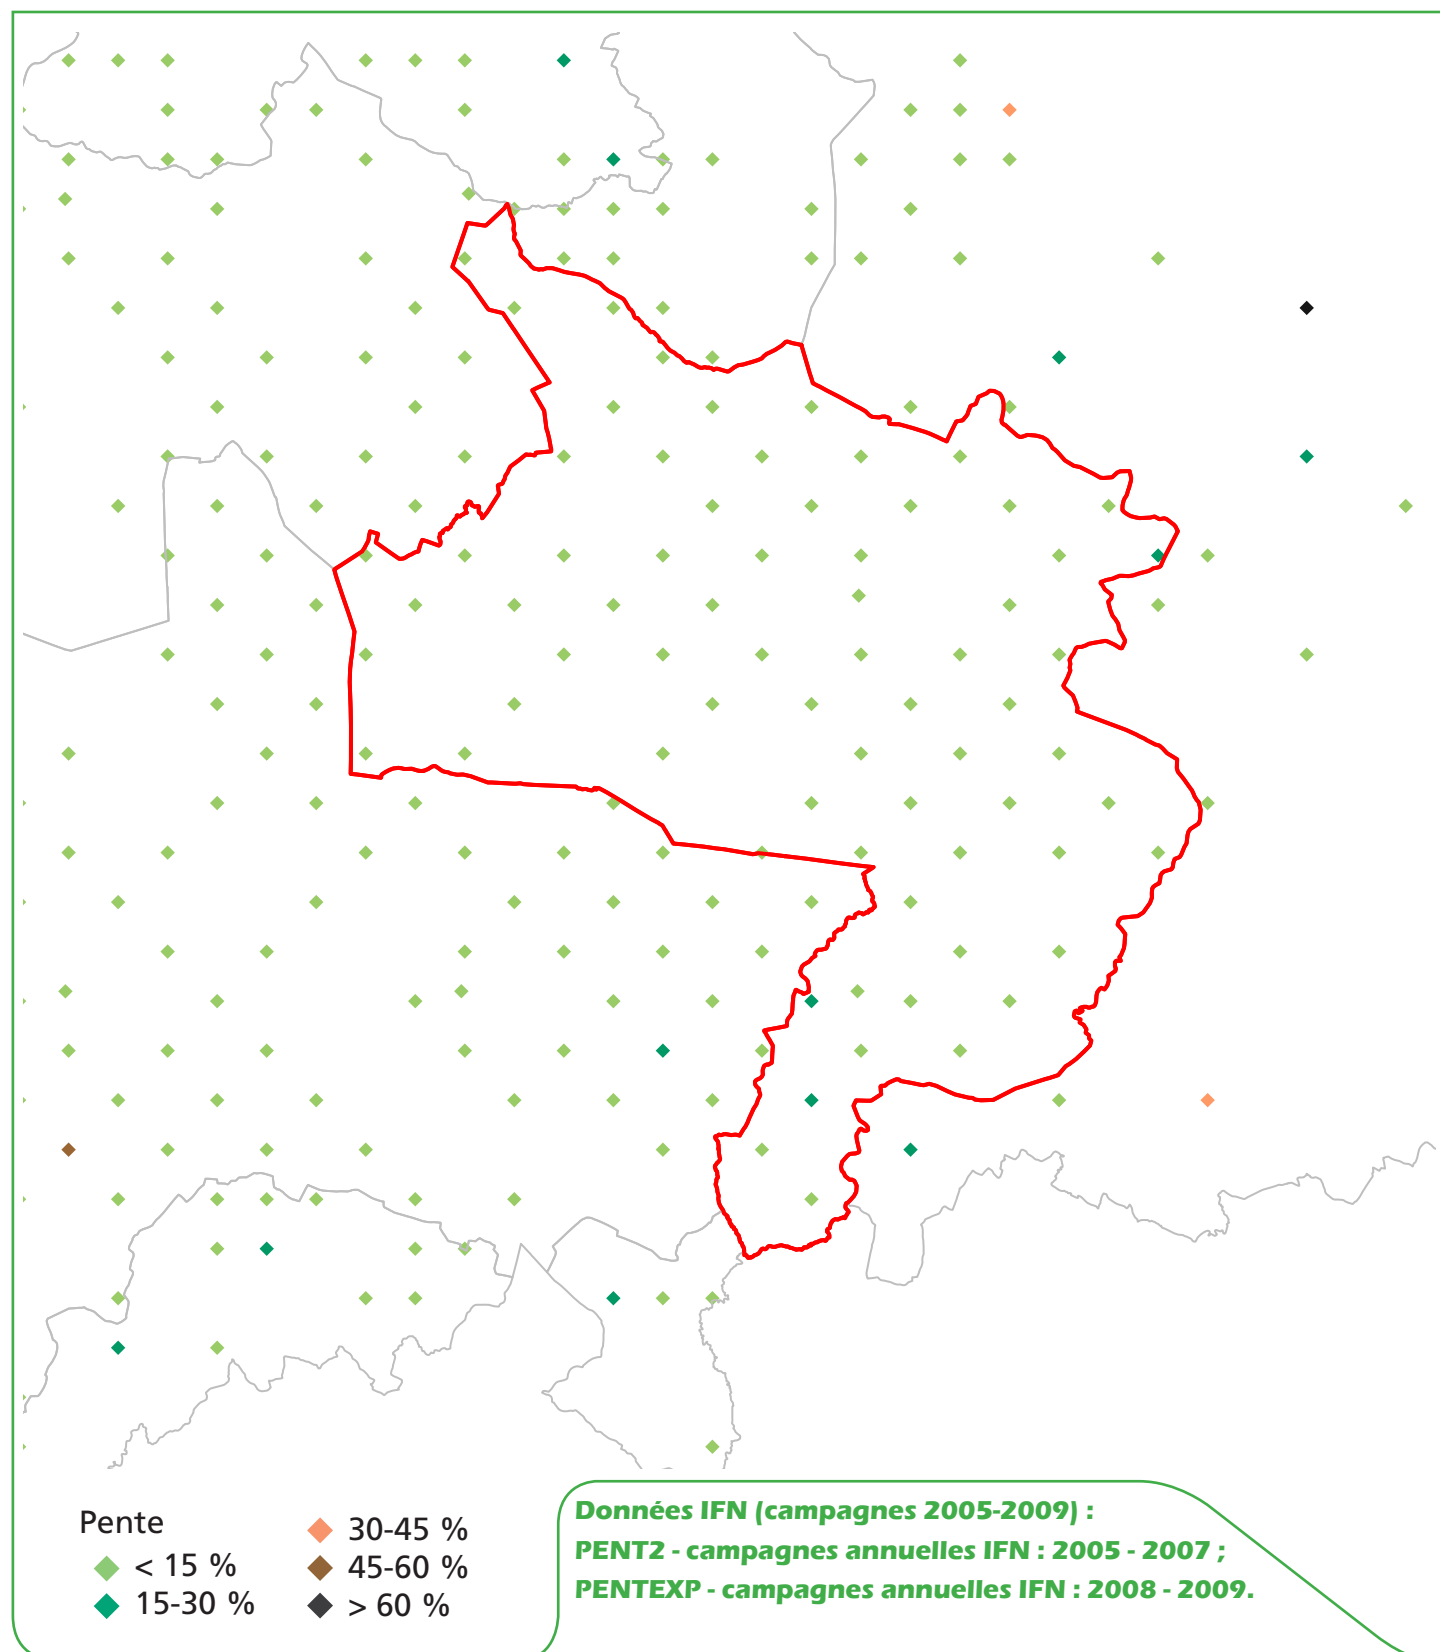 Pente
< 15 %
15-30 %
30-45 %
45-60 %
> 60 %
Données IFN (campagnes 2005-2009) :
PENT2 - campagnes annuelles IFN : 2005 - 2007 ;
PENTEXP - campagnes annuelles IFN : 2008 - 2009.